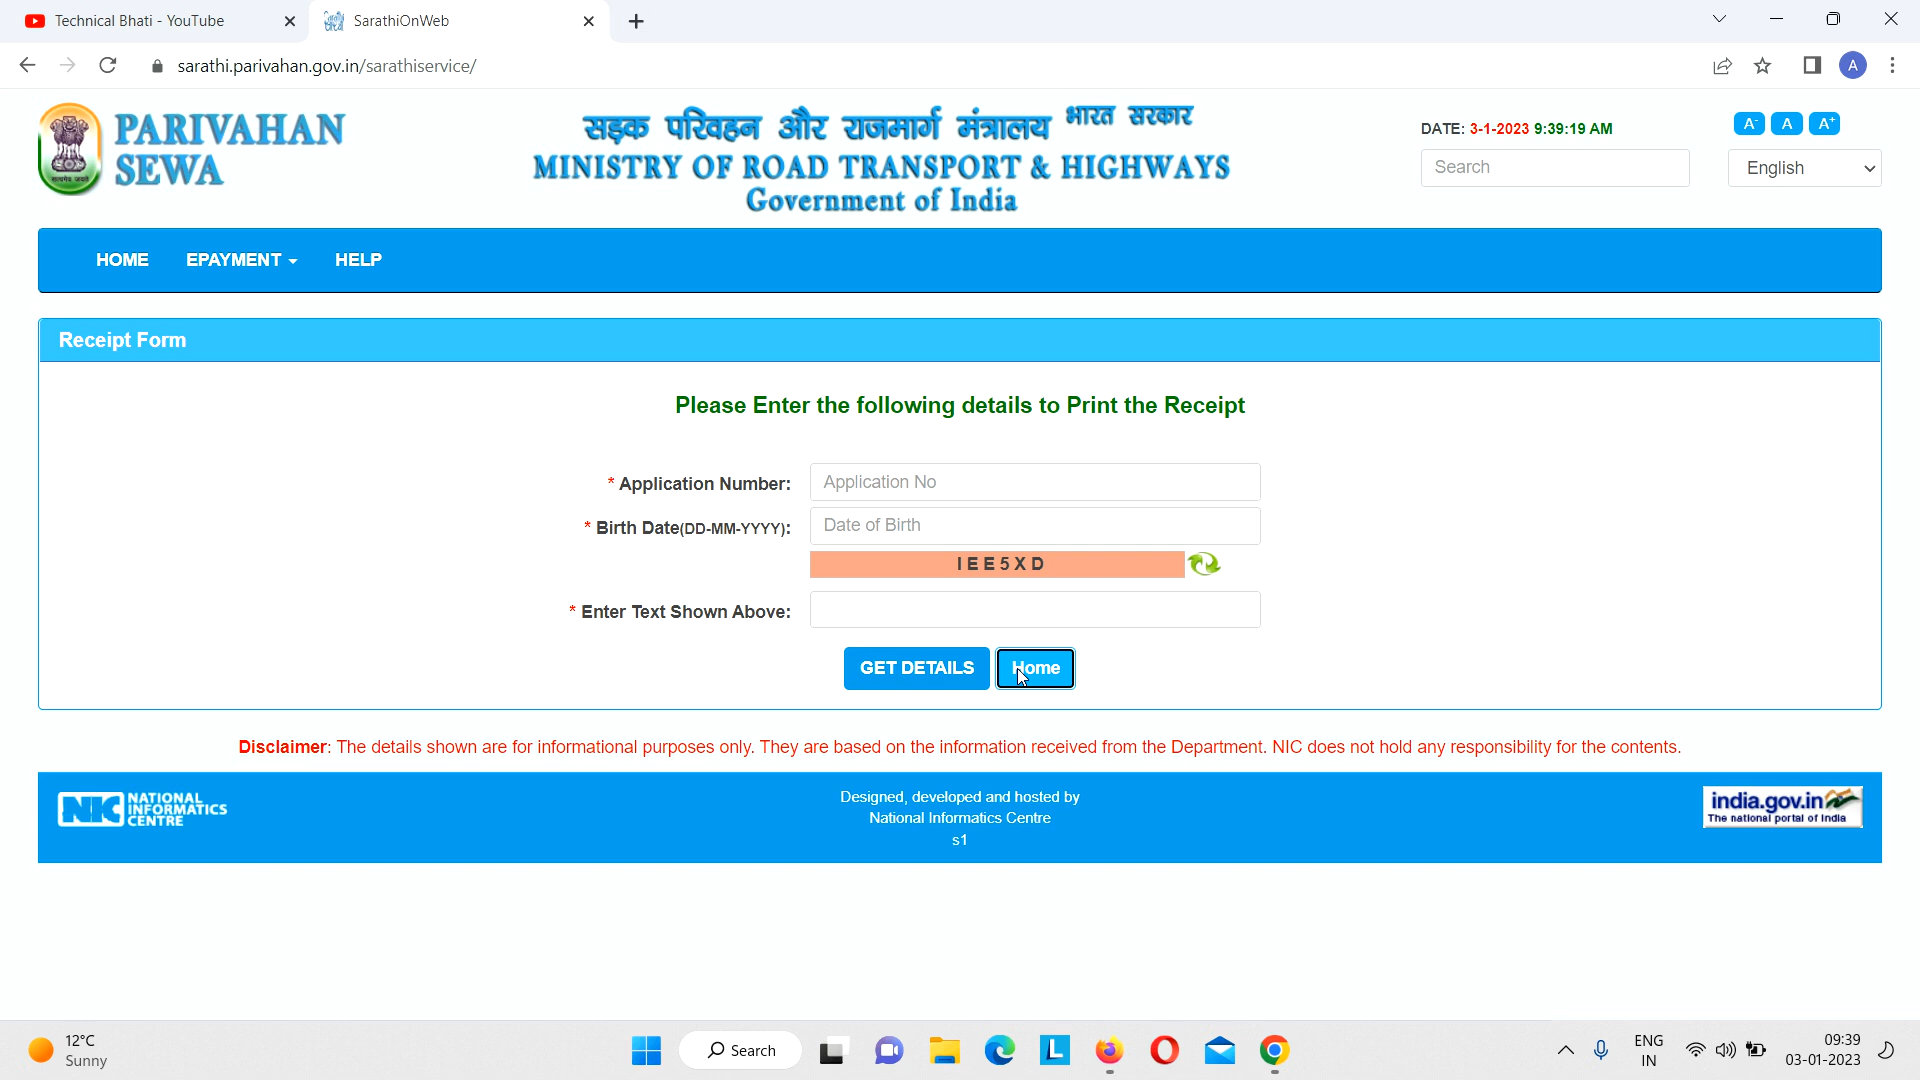 Technical Bhati - YouTube
SarathiOnWeb
sarathi.parivahan.gov.in/sarathiservice/
A
PARIVAHAN
SEWA
सत्यमेव जयते
सड़क परिवहन और राजमार्ग मंत्रालय भारत सरकार
MINISTRY OF ROAD TRANSPORT & HIGHWAYS
Government of India
DATE: 3-1-2023 9:39:19 AM
A- A A+
Search
English
HOME EPAYMENT HELP
Receipt Form
Please Enter the following details to Print the Receipt
* Application Number: Application No
* Birth Date(DD-MM-YYYY): Date of Birth
IEE5XD
* Enter Text Shown Above:
GET DETAILS Home
Disclaimer: The details shown are for informational purposes only. They are based on the information received from the Department. NIC does not hold any responsibility for the contents.
NIC NATIONAL
INFORMATICS
CENTRE
Designed, developed and hosted by
National Informatics Centre
s1
india.gov.in
The national portal of India
12°C
Sunny
Search
L
ENG
IN
09:39
03-01-2023